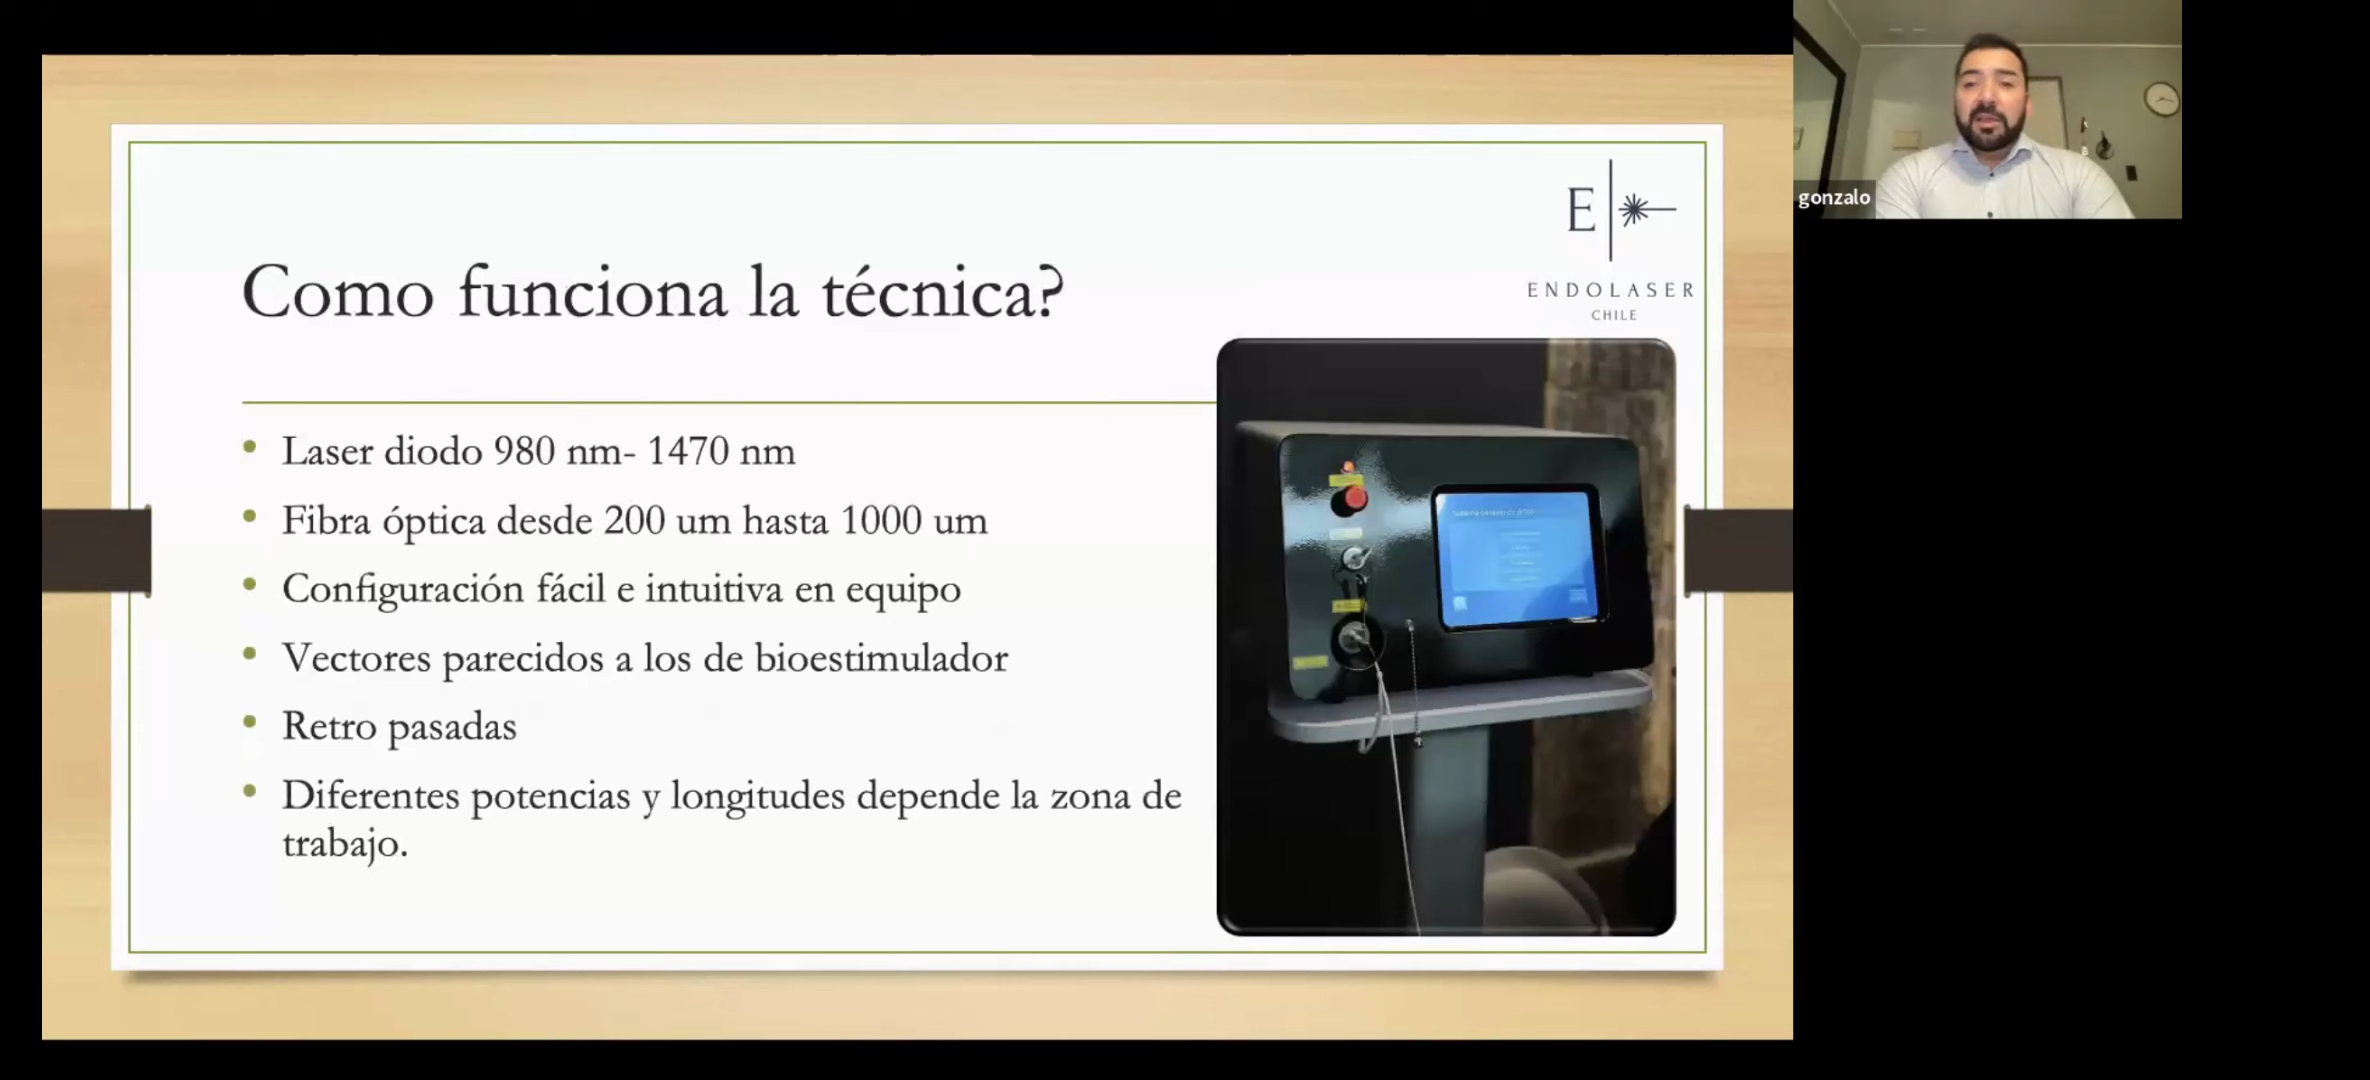 gonzalo
E
ENDOLASER
CHILE
Como funciona la técnica?
Laser diodo 980 nm- 1470 nm
Fibra óptica desde 200 um hasta 1000 um
Configuración fácil e intuitiva en equipo
Vectores parecidos a los de bioestimulador
Retro pasadas
Diferentes potencias y longitudes depende la zona de
trabajo.